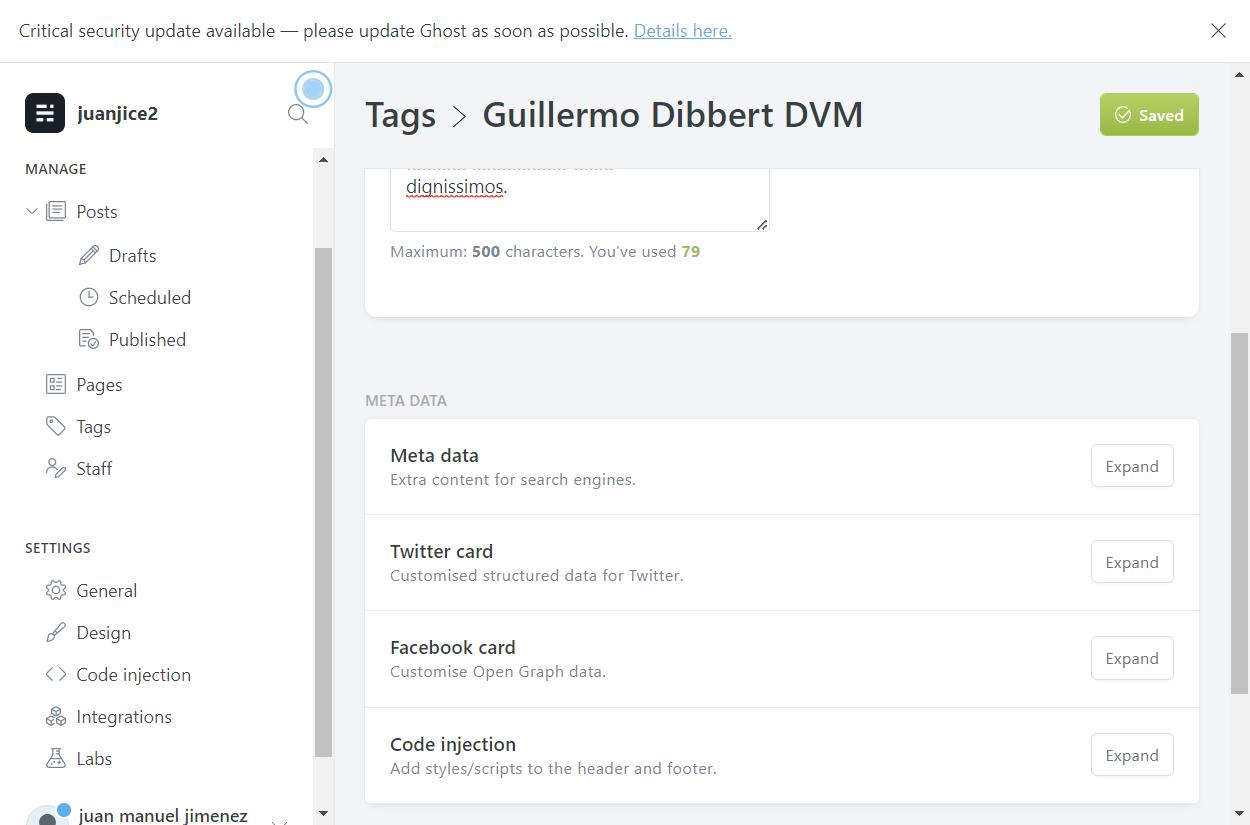 Critical security update available — please update Ghost as soon as possible. Details here.
juanjice2
MANAGE
Posts
Drafts
Scheduled
Published
Pages
Tags
Staff
SETTINGS
General
Design
Code injection
Integrations
Labs
juan manuel jimenez
Tags > Guillermo Dibbert DVM
Saved
dignissimos.
Maximum: 500 characters. You’ve used 79
META DATA
Meta data
Extra content for search engines.
Expand
Twitter card
Customised structured data for Twitter.
Expand
Facebook card
Customise Open Graph data.
Expand
Code injection
Add styles/scripts to the header and footer.
Expand